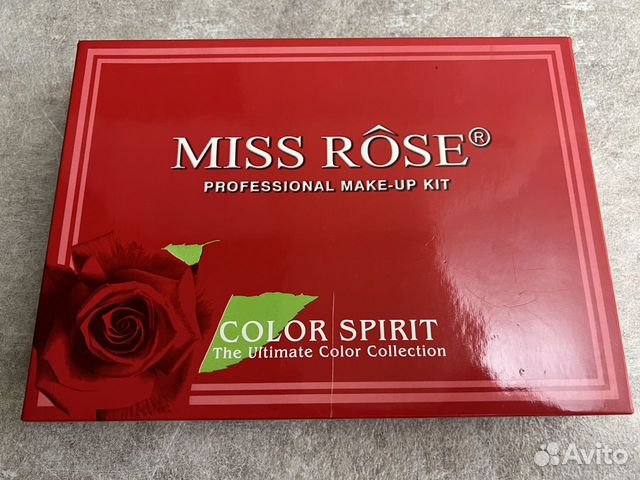 MISS RÔSE®
PROFESSIONAL MAKE-UP KIT
COLOR SPIRIT
The Ultimate Color Collection
Avito